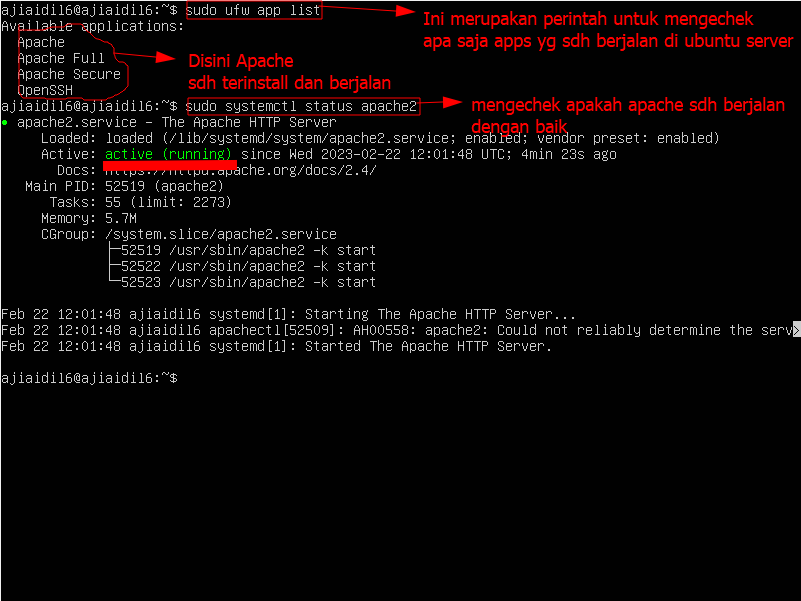 ajiaidil6@ajiaidil6:~$ sudo ufw app list
Ini merupakan perintah untuk mengechek
apa saja apps yg sdh berjalan di ubuntu server
Available applications:
Apache
Apache Full
Apache Secure
OpenSSH
Disini Apache
sdh terinstall dan berjalan
ajiaidil6@ajiaidil6:~$ sudo systemctl status apache2
mengechek apakah apache sdh berjalan
dengan baik
● apache2.service – The Apache HTTP Server
Loaded: loaded (/lib/systemd/system/apache2.service; enabled; vendor preset: enabled)
Active: active (running) since Wed 2023-02-22 12:01:48 UTC; 4min 23s ago
Docs: https://httpd.apache.org/docs/2.4/
Main PID: 52519 (apache2)
Tasks: 55 (limit: 2273)
Memory: 5.7M
CGroup: /system.slice/apache2.service
├─52519 /usr/sbin/apache2 -k start
├─52522 /usr/sbin/apache2 -k start
└─52523 /usr/sbin/apache2 -k start
Feb 22 12:01:48 ajiaidil6 systemd[1]: Starting The Apache HTTP Server...
Feb 22 12:01:48 ajiaidil6 apachectl[52509]: AH00558: apache2: Could not reliably determine the serv>
Feb 22 12:01:48 ajiaidil6 systemd[1]: Started The Apache HTTP Server.
ajiaidil6@ajiaidil6:~$